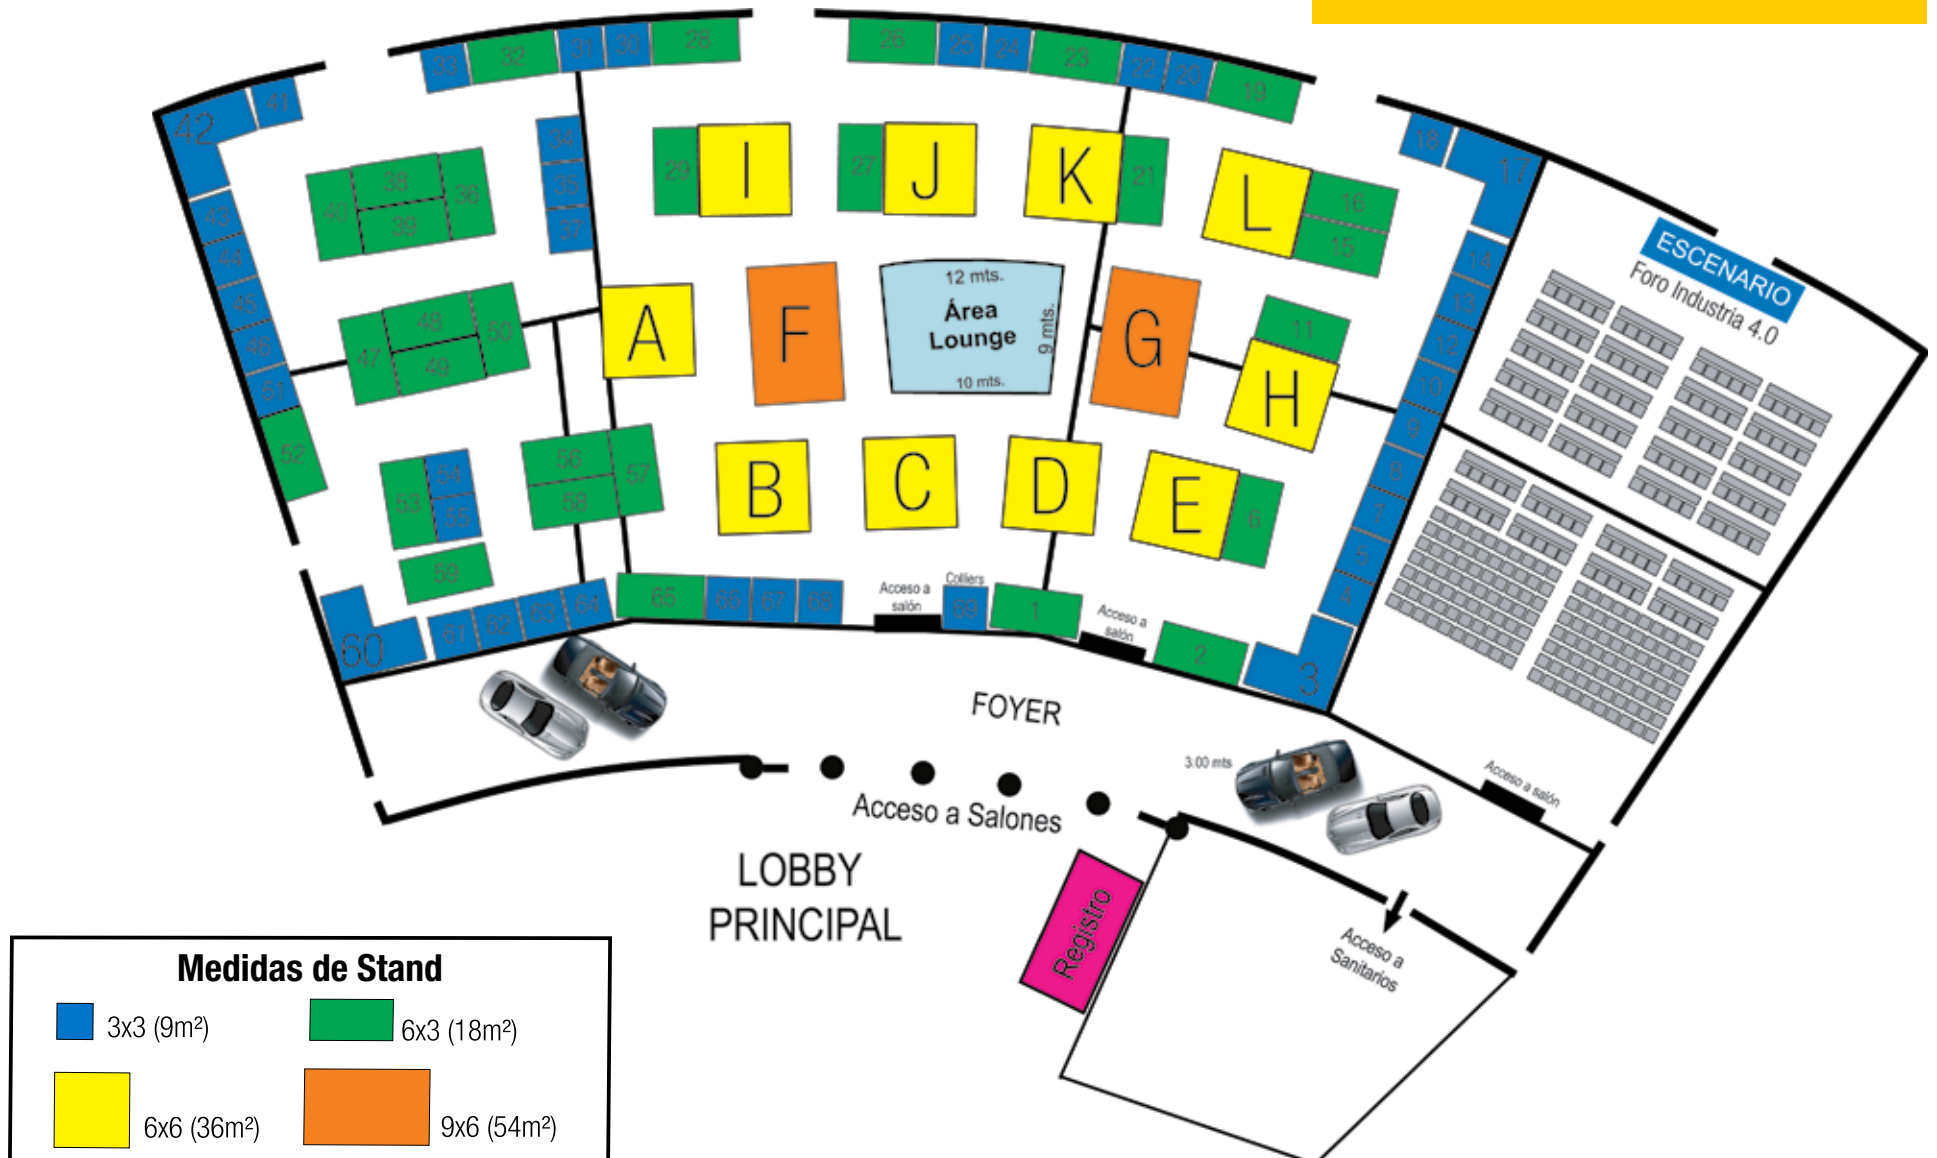 33
32
31
30
28
26
25
24
23
22
20
19
42
41
18
17
34
35
37
29
I
27
J
K
21
L
16
15
40
38
39
36
43
44
45
46
51
52
14
13
12
10
9
8
7
5
4
3
ESCENARIO
Foro Industria 4.0
47
48
49
50
A
F
12 mts.
Área
Lounge
9 mts.
10 mts.
G
11
H
53
54
55
56
58
57
B
C
D
E
6
59
60
61
62
63
64
65
66
67
68
Acceso a
salón
Colliers
69
1
Acceso a
salón
2
FOYER
3.00 mts
Acceso a salón
Acceso a Salones
LOBBY
PRINCIPAL
Registro
Acceso a
Sanitarios
Medidas de Stand
3x3 (9m²)
6x3 (18m²)
6x6 (36m²)
9x6 (54m²)